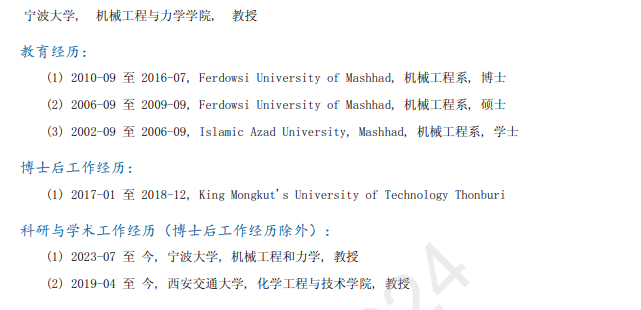 宁波大学, 机械工程与力学学院, 教授
教育经历:
(1) 2010-09 至 2016-07, Ferdowsi University of Mashhad, 机械工程系, 博士
(2) 2006-09 至 2009-09, Ferdowsi University of Mashhad, 机械工程系, 硕士
(3) 2002-09 至 2006-09, Islamic Azad University, Mashhad, 机械工程系, 学士
博士后工作经历:
(1) 2017-01 至 2018-12, King Mongkut's University of Technology Thonburi
科研与学术工作经历（博士后工作经历除外）:
(1) 2023-07 至 今, 宁波大学, 机械工程和力学, 教授
(2) 2019-04 至 今, 西安交通大学, 化学工程与技术学院, 教授